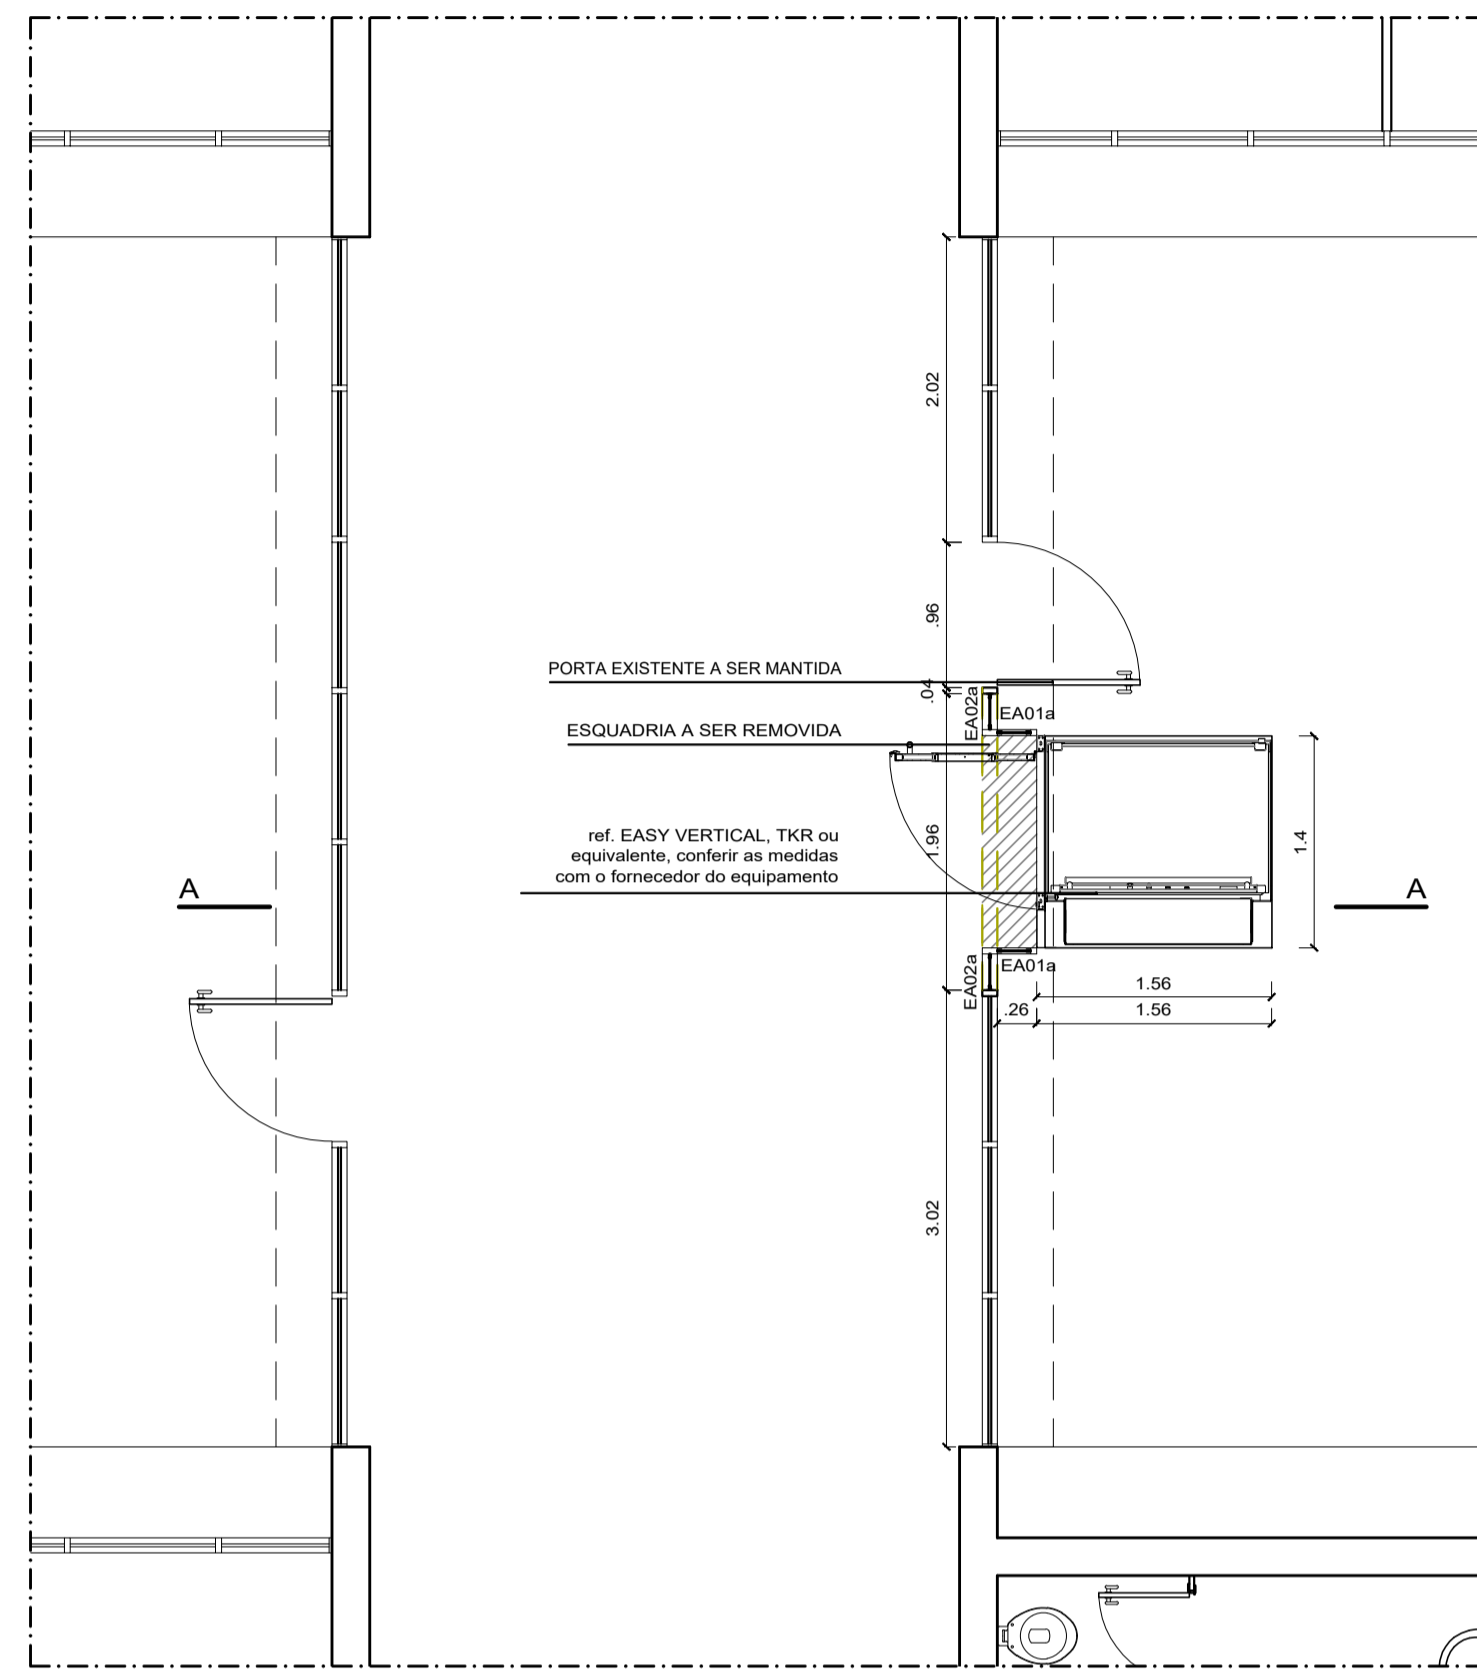 2.02
.96
PORTA EXISTENTE A SER MANTIDA
.04
EA02a
EA01a
ESQUADRIA A SER REMOVIDA
ref. EASY VERTICAL, TKR ou
equivalente, conferir as medidas
com o fornecedor do equipamento
1.96
1.4
A
A
EA02a
EA01a
1.56
.26
1.56
3.02